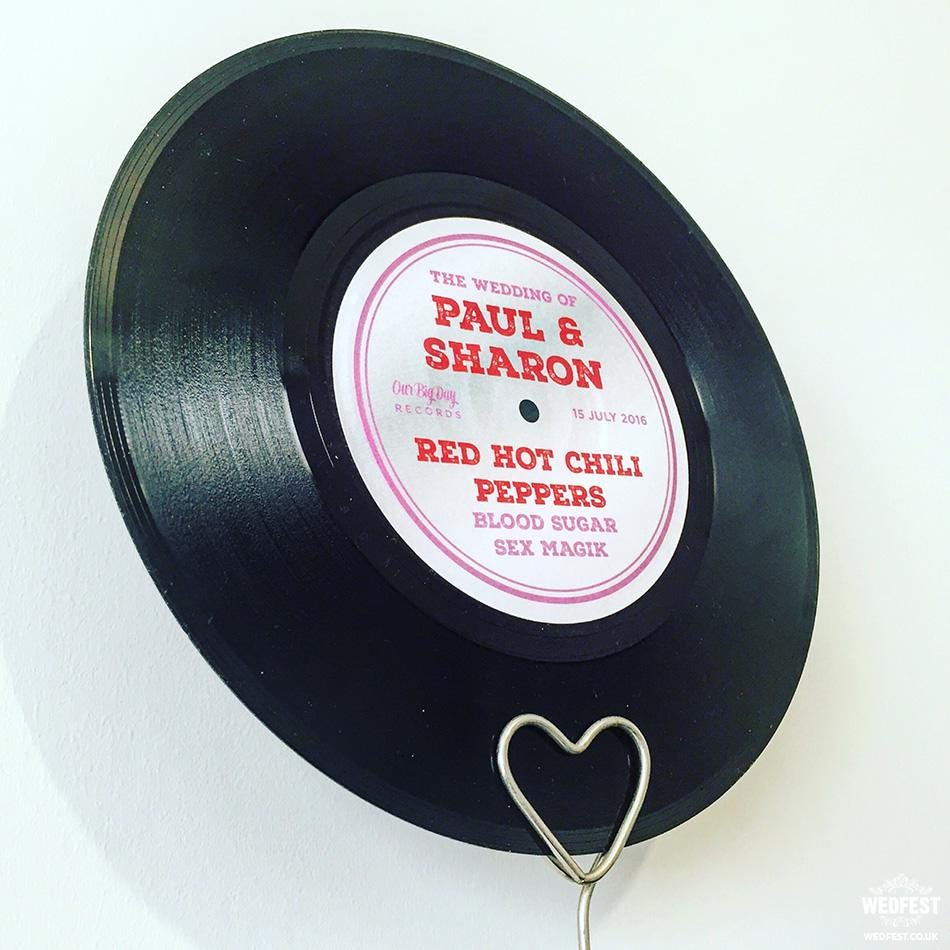 THE WEDDING OF
PAUL &
SHARON
Our Big Day
RECORDS
15 JULY 2016
RED HOT CHILI
PEPPERS
BLOOD SUGAR
SEX MAGIK
WEDFEST
WEDFEST.CO.UK